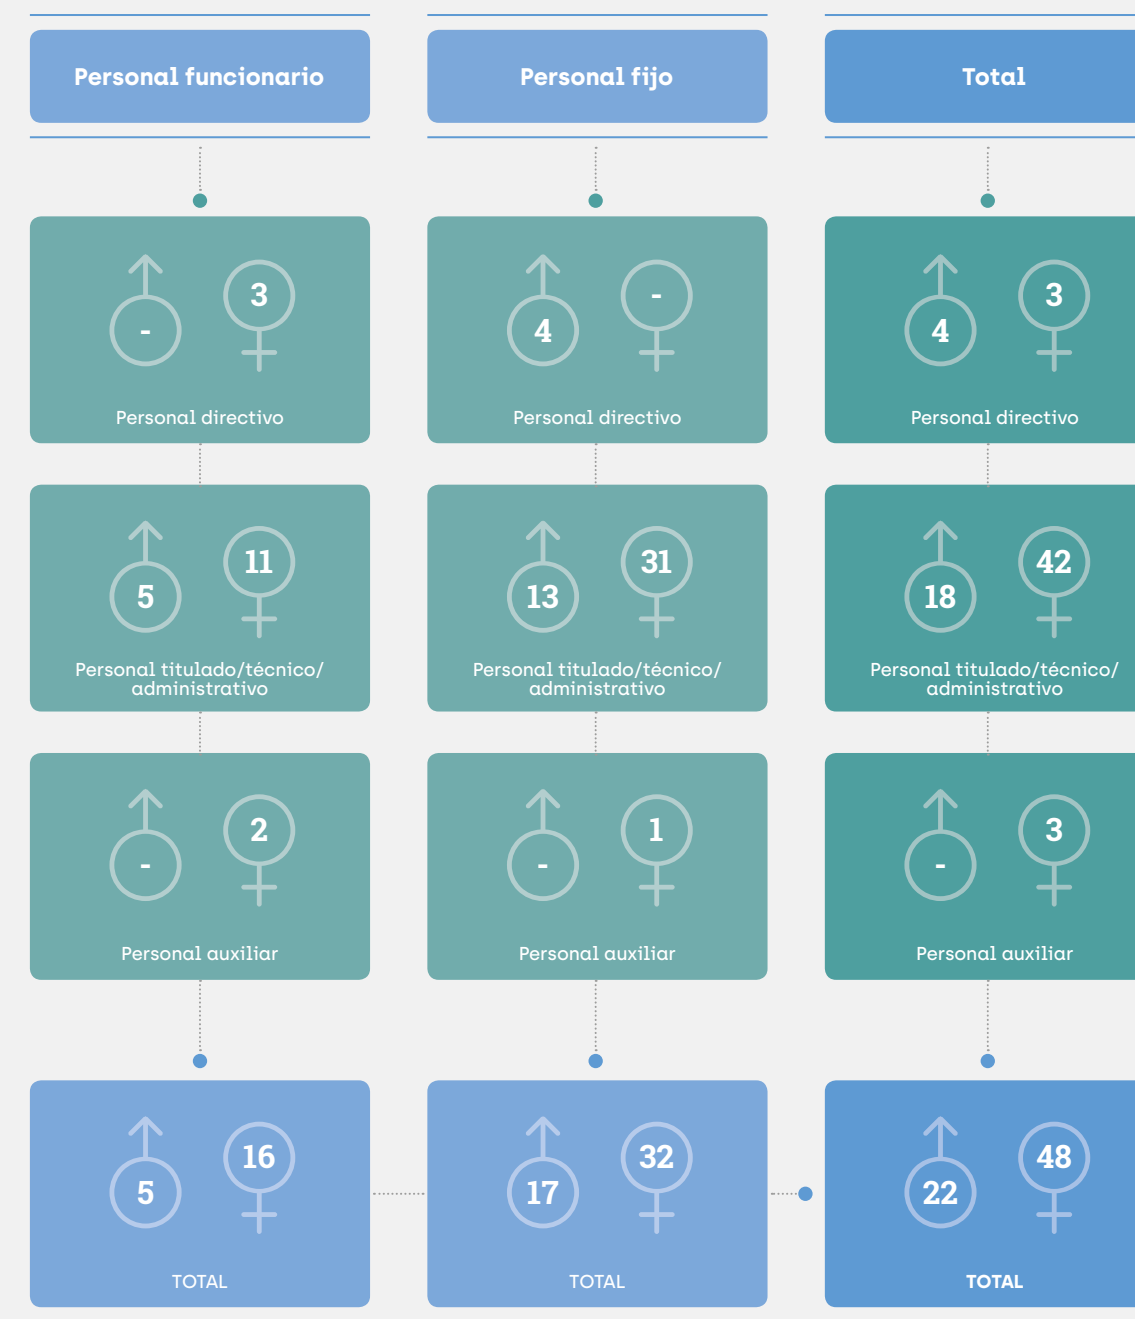 Personal funcionario
Personal fijo
Total
-
3
Personal directivo
4
-
Personal directivo
4
3
Personal directivo
5
11
Personal titulado/técnico/
administrativo
13
31
Personal titulado/técnico/
administrativo
18
42
Personal titulado/técnico/
administrativo
-
2
Personal auxiliar
-
1
Personal auxiliar
-
3
Personal auxiliar
5
16
TOTAL
17
32
TOTAL
22
48
TOTAL